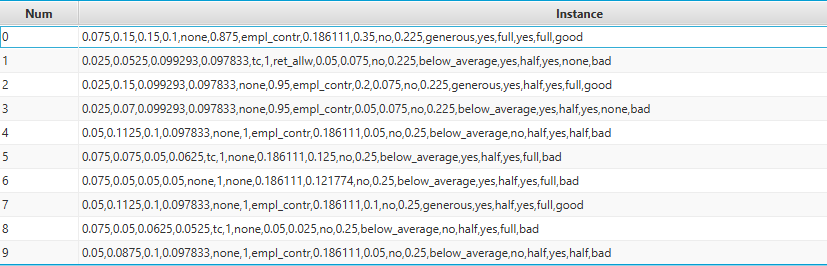 Num Instance
0 0.075,0.15,0.15,0.1,none,0.875,empl_contr,0.186111,0.35,no,0.225,generous,yes,full,yes,full,good
1 0.025,0.0525,0.099293,0.097833,tc,1,ret_allw,0.05,0.075,no,0.225,below_average,yes,half,yes,none,bad
2 0.025,0.15,0.099293,0.097833,none,0.95,empl_contr,0.2,0.075,no,0.225,generous,yes,half,yes,full,good
3 0.025,0.07,0.099293,0.097833,none,0.95,empl_contr,0.05,0.075,no,0.225,below_average,yes,half,yes,none,bad
4 0.05,0.1125,0.1,0.097833,none,1,empl_contr,0.186111,0.05,no,0.25,below_average,no,half,yes,half,bad
5 0.075,0.075,0.05,0.0625,tc,1,none,0.186111,0.125,no,0.25,below_average,yes,half,yes,full,bad
6 0.075,0.05,0.05,0.05,none,1,none,0.186111,0.121774,no,0.25,below_average,yes,half,yes,full,bad
7 0.05,0.1125,0.1,0.097833,none,1,empl_contr,0.186111,0.1,no,0.25,generous,yes,half,yes,full,good
8 0.075,0.05,0.0625,0.0525,tc,1,none,0.05,0.025,no,0.25,below_average,no,half,yes,full,bad
9 0.05,0.0875,0.1,0.097833,none,1,empl_contr,0.186111,0.05,no,0.25,below_average,no,half,yes,half,bad